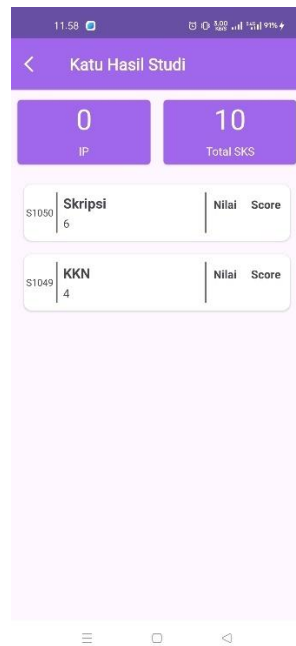 11.58
91%
Katu Hasil Studi
0
IP
10
Total SKS
S1050
Skripsi
6
Nilai Score
S1049
KKN
4
Nilai Score